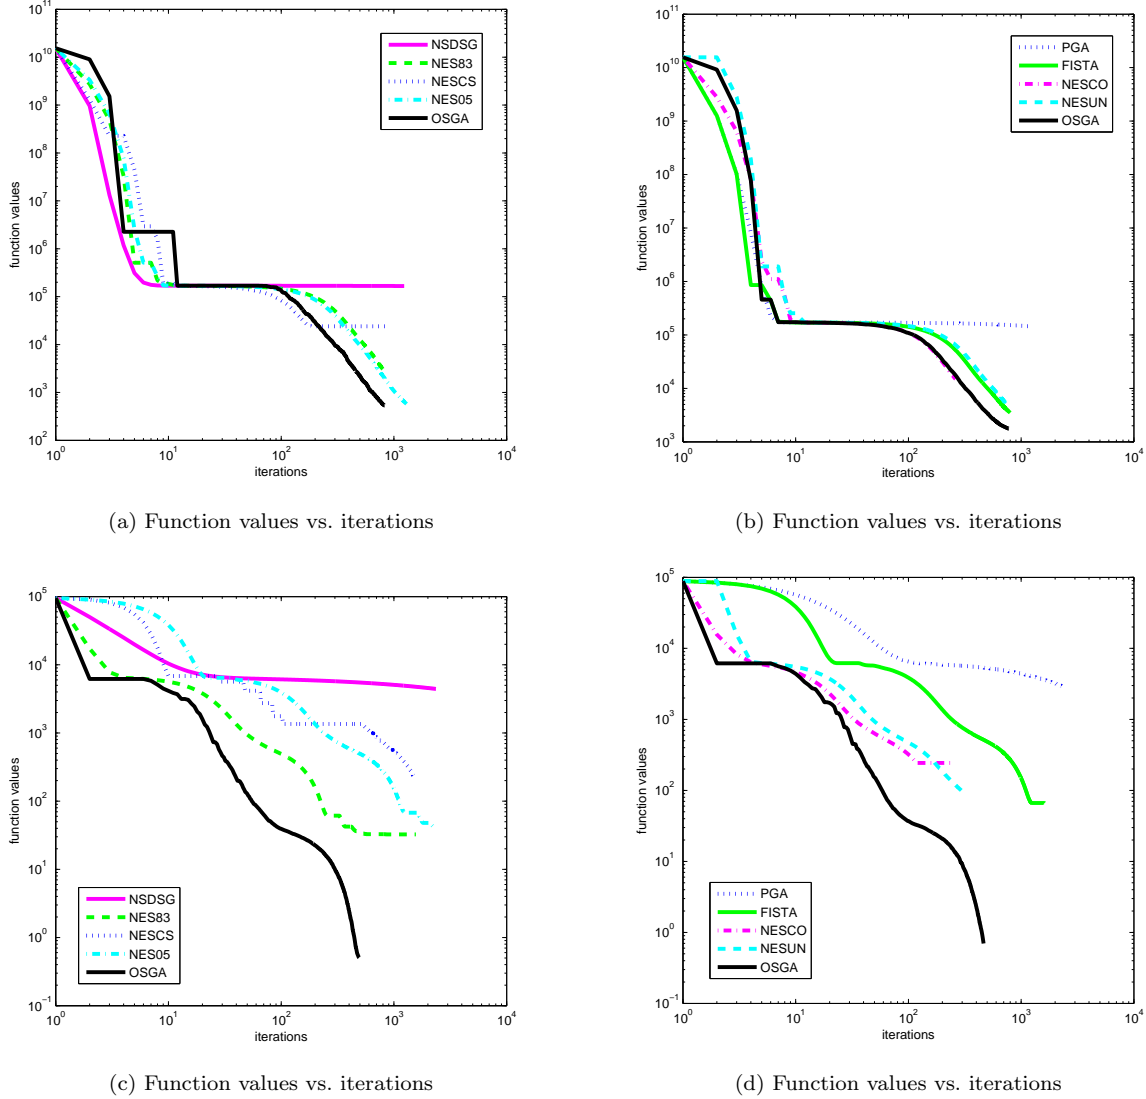 10^11
10^10
10^9
10^8
10^7
10^6
10^5
10^4
10^3
10^2
function values
10^0 10^1 10^2 10^3 10^4
iterations
NSDSG
NES83
NESCS
NES05
OSGA
(a) Function values vs. iterations
10^11
10^10
10^9
10^8
10^7
10^6
10^5
10^4
10^3
function values
10^0 10^1 10^2 10^3 10^4
iterations
PGA
FISTA
NESCO
NESUN
OSGA
(b) Function values vs. iterations
10^5
10^4
10^3
10^2
10^1
10^0
10^−1
function values
10^0 10^1 10^2 10^3 10^4
iterations
NSDSG
NES83
NESCS
NES05
OSGA
(c) Function values vs. iterations
10^5
10^4
10^3
10^2
10^1
10^0
10^−1
function values
10^0 10^1 10^2 10^3 10^4
iterations
PGA
FISTA
NESCO
NESUN
OSGA
(d) Function values vs. iterations